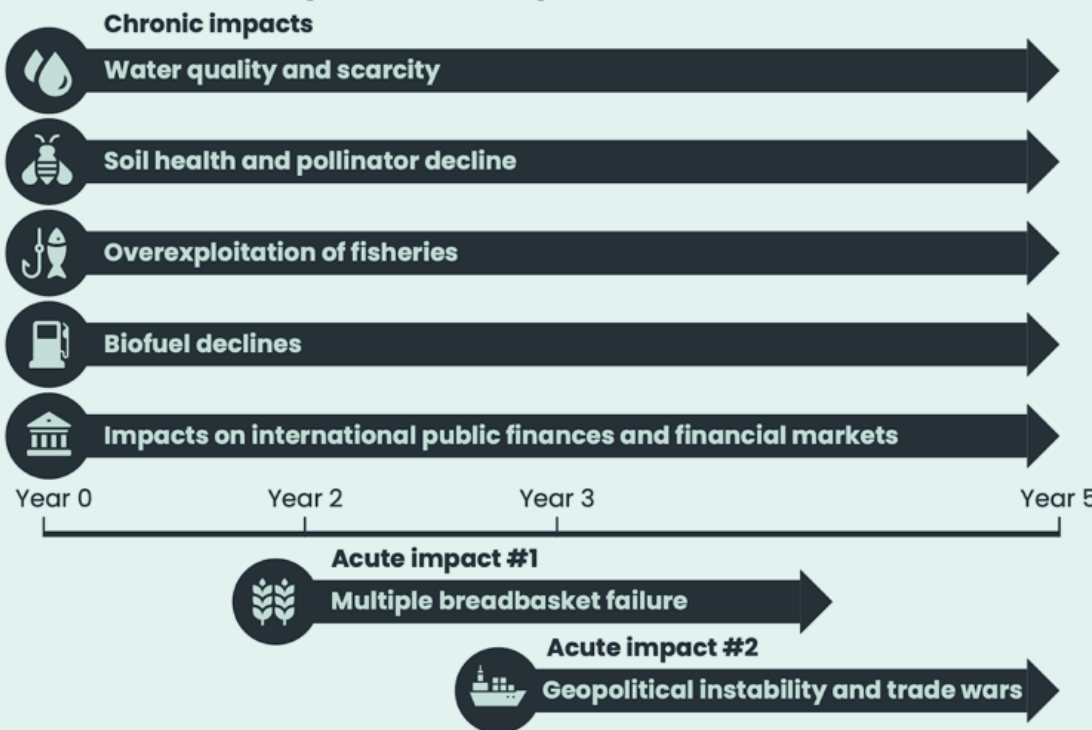 Chronic impacts
Water quality and scarcity
Soil health and pollinator decline
Overexploitation of fisheries
Biofuel declines
Impacts on international public finances and financial markets
Year 0 Year 2 Year 3 Year 5
Acute impact #1
Multiple breadbasket failure
Acute impact #2
Geopolitical instability and trade wars